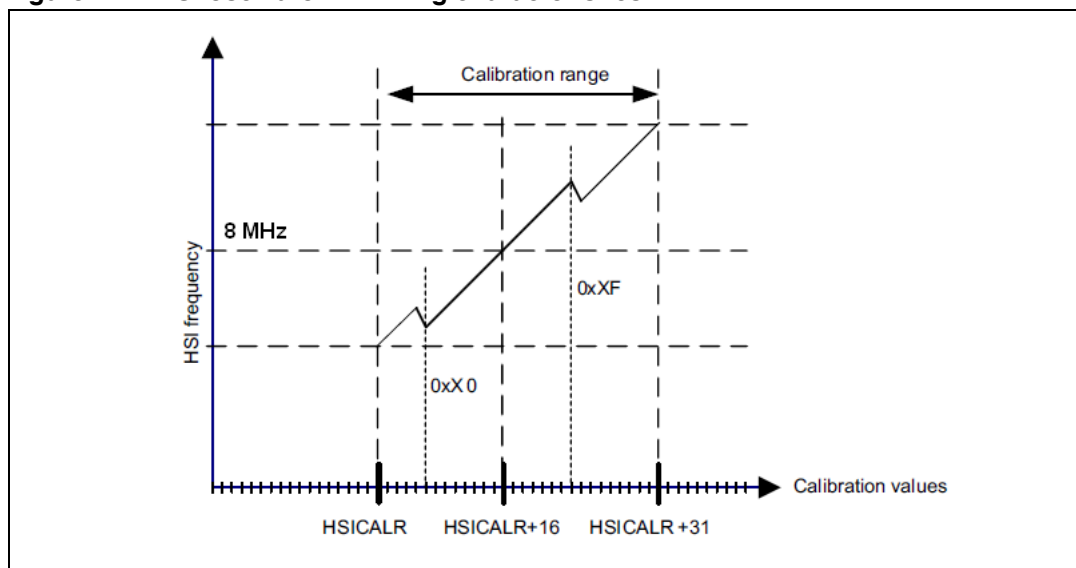 Calibration range
8 MHz
HSI frequency
0xXF
0xX0
Calibration values
HSICALR
HSICALR+16
HSICALR +31